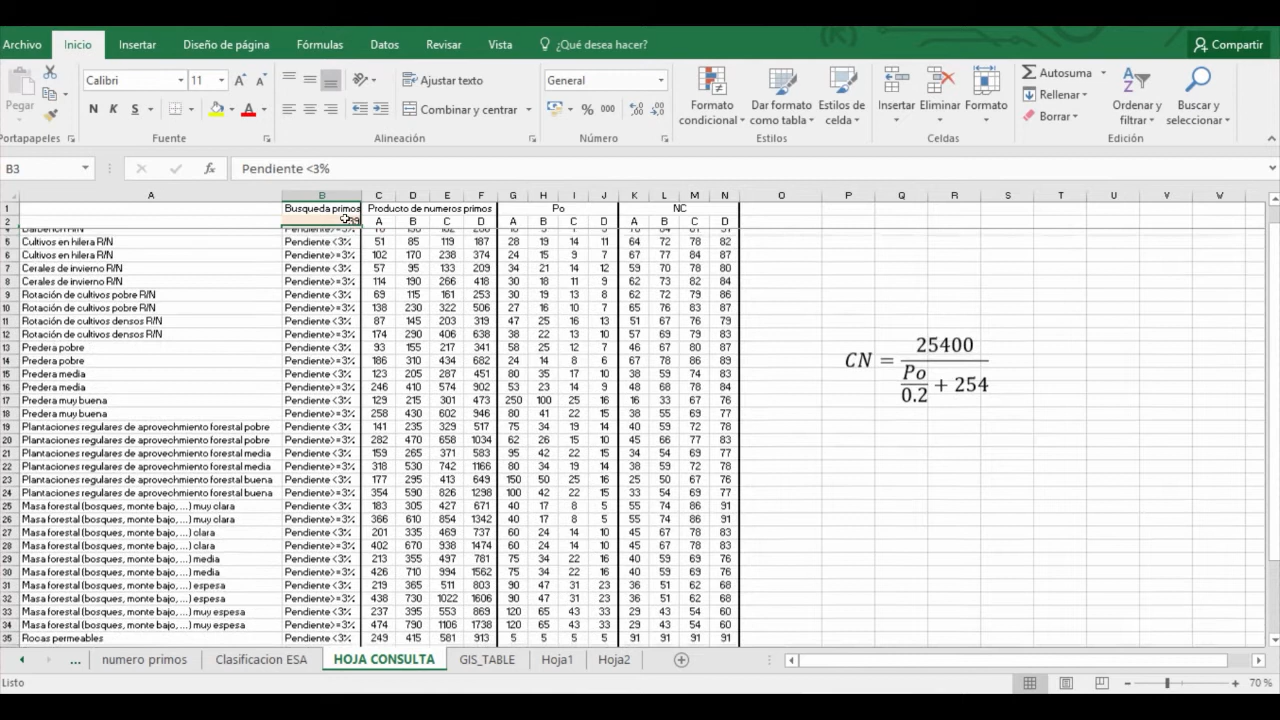 Archivo Inicio Insertar Diseño de página Fórmulas Datos Revisar Vista ¿Qué desea hacer? Compartir
Pegar Calibri 11 Ajustar texto General Formato condicional Dar formato como tabla Estilos de celda Insertar Eliminar Formato Autosuma Rellenar Borrar Ordenar y filtrar Buscar y seleccionar
N K S A Combinar y centrar % 000
Portapapeles Fuente Alineación Número Estilos Celdas Edición
B3 fx Pendiente <3%
A B C D E F G H I J K L M N O P Q R S T U V W
1 Busqueda primos Producto de numeros primos Po NC
2 A B C D A B C D A B C D
5 Cultivos en hilera R/N Pendiente <3% 51 85 119 187 28 19 14 11 64 72 78 82
6 Cultivos en hilera R/N Pendiente>=3% 102 170 238 374 24 15 9 7 67 77 84 87
7 Cerales de invierno R/N Pendiente <3% 57 95 133 209 34 21 14 12 59 70 78 80
8 Cerales de invierno R/N Pendiente>=3% 114 190 266 418 30 18 11 9 62 73 82 84
9 Rotación de cultivos pobre R/N Pendiente <3% 69 115 161 253 30 19 13 8 62 72 79 86
10 Rotación de cultivos pobre R/N Pendiente>=3% 138 230 322 506 27 16 10 7 65 76 83 87
11 Rotación de cultivos densos R/N Pendiente <3% 87 145 203 319 47 25 16 13 51 67 76 79
12 Rotación de cultivos densos R/N Pendiente>=3% 174 290 406 638 38 22 13 10 57 69 79 83
13 Predera pobre Pendiente <3% 93 155 217 341 58 25 12 7 46 67 80 87
14 Predera pobre Pendiente>=3% 186 310 434 682 24 14 8 6 67 78 86 89
15 Predera media Pendiente <3% 123 205 287 451 80 35 17 10 38 59 74 83
16 Predera media Pendiente>=3% 246 410 574 902 53 23 14 9 48 68 78 84
17 Predera muy buena Pendiente <3% 129 215 301 473 250 100 25 16 16 33 67 76
18 Predera muy buena Pendiente>=3% 258 430 602 946 80 41 22 15 38 55 69 77
19 Plantaciones regulares de aprovechmiento forestal pobre Pendiente <3% 141 235 329 517 75 34 19 14 40 59 72 78
20 Plantaciones regulares de aprovechmiento forestal pobre Pendiente>=3% 282 470 658 1034 62 26 15 10 45 66 77 83
21 Plantaciones regulares de aprovechmiento forestal media Pendiente <3% 159 265 371 583 95 42 22 15 34 54 69 77
22 Plantaciones regulares de aprovechmiento forestal media Pendiente>=3% 318 530 742 1166 80 34 19 14 38 59 72 78
23 Plantaciones regulares de aprovechmiento forestal buena Pendiente <3% 177 295 413 649 150 50 25 16 25 50 67 76
24 Plantaciones regulares de aprovechmiento forestal buena Pendiente>=3% 354 590 826 1298 100 42 22 15 33 54 69 77
25 Masa forestal (bosques, monte bajo, ...) muy clara Pendiente <3% 183 305 427 671 40 17 8 5 55 74 86 91
26 Masa forestal (bosques, monte bajo, ...) muy clara Pendiente>=3% 366 610 854 1342 40 17 8 5 55 74 86 91
27 Masa forestal (bosques, monte bajo, ...) clara Pendiente <3% 201 335 469 737 60 24 14 10 45 67 78 83
28 Masa forestal (bosques, monte bajo, ...) clara Pendiente>=3% 402 670 938 1474 60 24 14 10 45 67 78 83
29 Masa forestal (bosques, monte bajo, ...) media Pendiente <3% 213 355 497 781 75 34 22 16 40 59 69 76
30 Masa forestal (bosques, monte bajo, ...) media Pendiente>=3% 426 710 994 1562 75 34 22 16 40 59 69 76
31 Masa forestal (bosques, monte bajo, ...) espesa Pendiente <3% 219 365 511 803 90 47 31 23 36 51 62 68
32 Masa forestal (bosques, monte bajo, ...) espesa Pendiente>=3% 438 730 1022 1606 90 47 31 23 36 51 62 68
33 Masa forestal (bosques, monte bajo, ...) muy espesa Pendiente <3% 237 395 553 869 120 65 43 33 29 43 54 60
34 Masa forestal (bosques, monte bajo, ...) muy espesa Pendiente>=3% 474 790 1106 1738 120 65 43 33 29 43 54 60
35 Rocas permeables Pendiente <3% 249 415 581 913 5 5 5 5 91 91 91 91
25400
CN =
Po
0.2 + 254
... numero primos Clasificacion ESA HOJA CONSULTA GIS_TABLE Hoja1 Hoja2
Listo 70 %